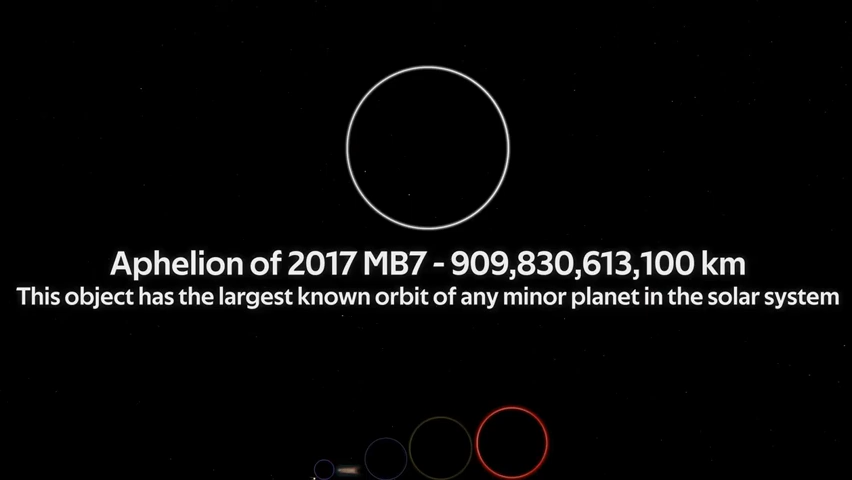 Aphelion of 2017 MB7 - 909,830,613,100 km
This object has the largest known orbit of any minor planet in the solar system